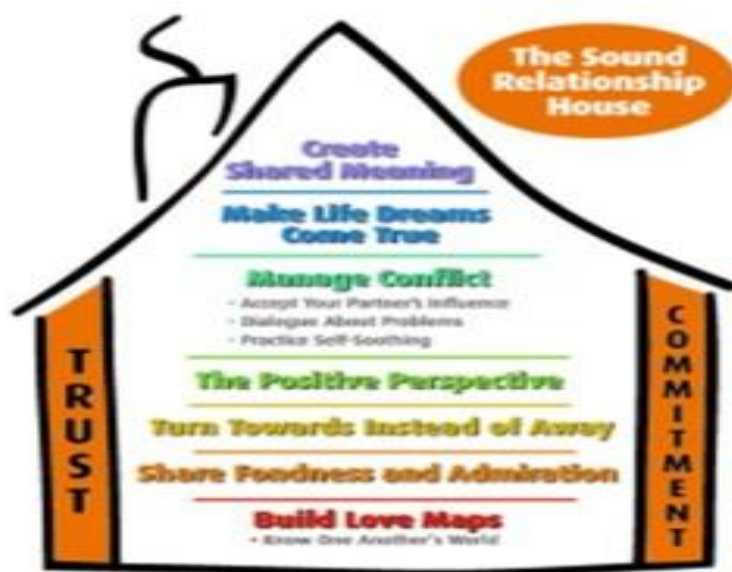 The Sound
Relationship
House
Create
Shared Meaning
Make Life Dreams
Come True
Manage Conflict
- Accept Your Partner's Influence
- Dialogue About Problems
- Practice Self-Soothing
The Positive Perspective
Turn Towards Instead of Away
Share Fondness and Admiration
Build Love Maps
• Know One Another's World
TRUST
COMMITMENT